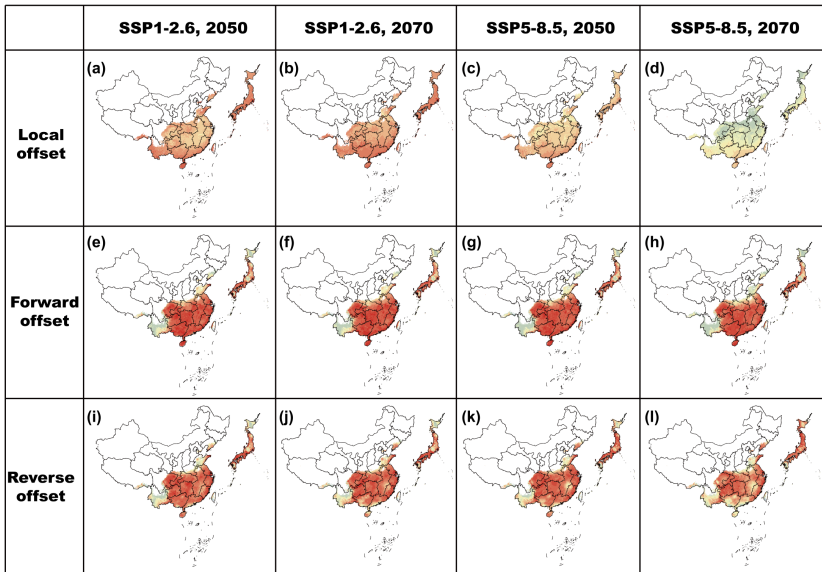 SSP1-2.6, 2050 SSP1-2.6, 2070 SSP5-8.5, 2050 SSP5-8.5, 2070
Local
offset
(a) (b) (c) (d)
Forward
offset
(e) (f) (g) (h)
Reverse
offset
(i) (j) (k) (l)